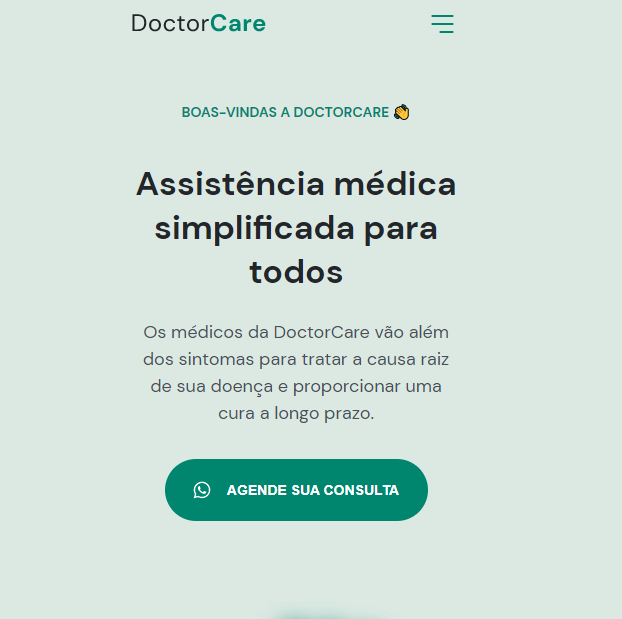 DoctorCare
BOAS-VINDAS A DOCTORCARE 👏
Assistência médica
simplificada para
todos
Os médicos da DoctorCare vão além
dos sintomas para tratar a causa raiz
de sua doença e proporcionar uma
cura a longo prazo.
AGENDE SUA CONSULTA